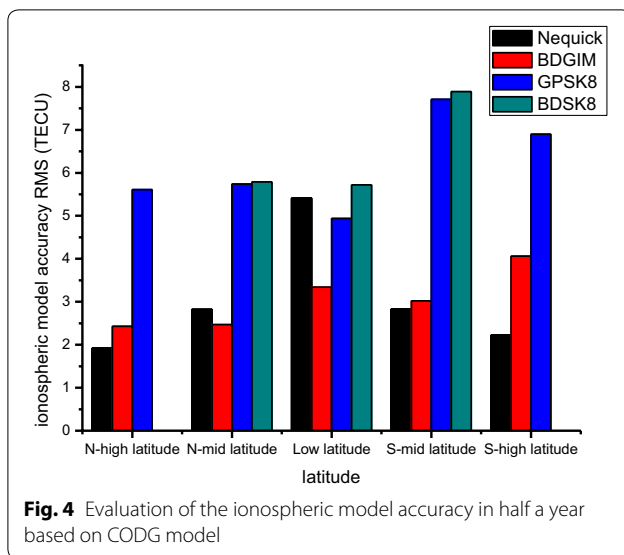 Nequick
BDGIM
GPSK8
BDSK8
ionospheric model accuracy RMS (TECU)
8
7
6
5
4
3
2
1
0
N-high latitude N-mid latitude Low latitude S-mid latitude S-high latitude
latitude
Fig. 4 Evaluation of the ionospheric model accuracy in half a year
based on CODG model